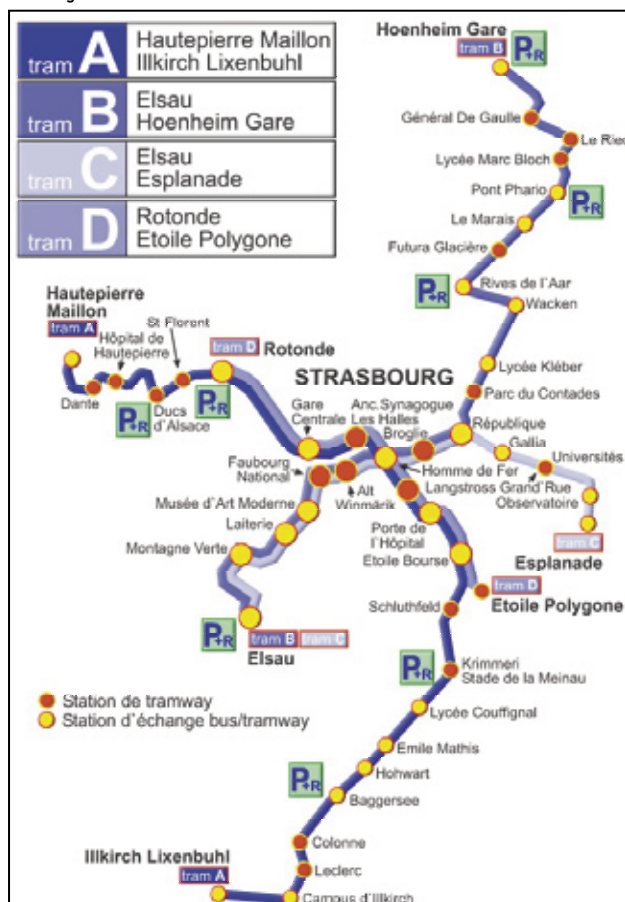 tram A Hautepierre Maillon
Illkirch Lixenbuhl
tram B Elsau
Hoenheim Gare
tram C Elsau
Esplanade
tram D Rotonde
Etoile Polygone
Hoenheim Gare
tram B
P+R
Général De Gaulle
Le Ried
Lycée Marc Bloch
Pont Phario
P+R
Le Marais
Futura Glacière
P+R
Rives de l'Aar
Wacken
Hautepierre
Maillon
tram A
St Florent
Hôpital de
Hautepierre
tram D Rotonde
Dante
P+R
Ducs
d'Alsace
P+R
STRASBOURG
Lycée Kléber
Parc du Contades
Gare
Centrale
Anc.Synagogue
Les Halles
Broglie
République
Gallia
Universités
Faubourg
National
Homme de Fer
Alt
Winmärik
Langstross Grand'Rue
Observatoire
Musée d'Art Moderne
Laiterie
Porte de
l'Hôpital
Montagne Verte
Etoile Bourse
Esplanade
tram C
tram D
Etoile Polygone
P+R
tram B tram C
Elsau
Schluthfeld
P+R
Krimmeri
Stade de la Meinau
Station de tramway
Station d'échange bus/tramway
Lycée Couffignal
Emile Mathis
Hohwart
P+R
Baggersee
Colonne
Illkirch Lixenbuhl
tram A
Leclerc
Campus d'Illkirch